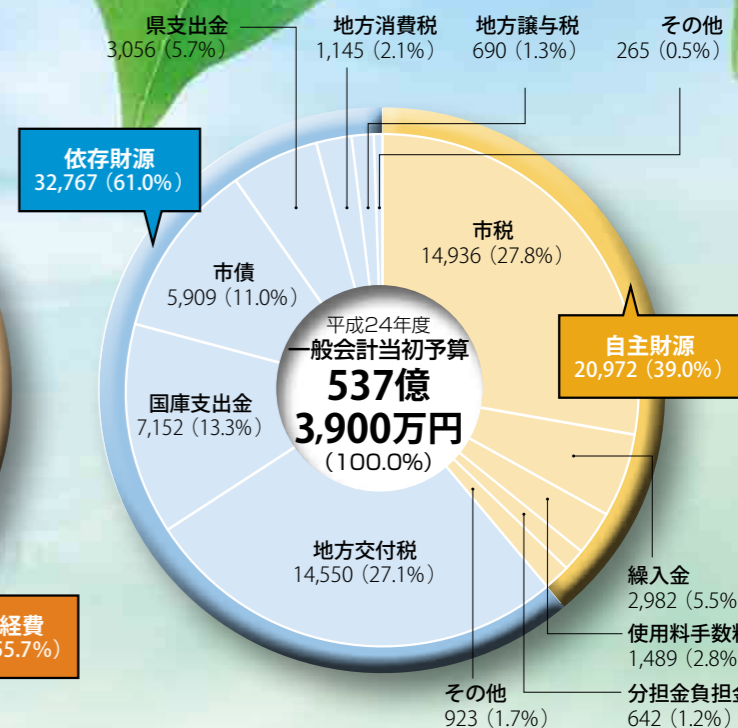 県支出金
3,056（5.7%）
地方消費税
1,145（2.1%）
地方譲与税
690（1.3%）
その他
265（0.5%）
依存財源
32,767（61.0%）
市税
14,936（27.8%）
市債
5,909（11.0%）
平成24年度
一般会計当初予算
537億
3,900万円
（100.0%）
自主財源
20,972（39.0%）
国庫支出金
7,152（13.3%）
地方交付税
14,550（27.1%）
繰入金
2,982（5.5%
使用料手数料
1,489（2.8%
分担金負担金
642（1.2%）
その他
923（1.7%）
経費
55.7%）